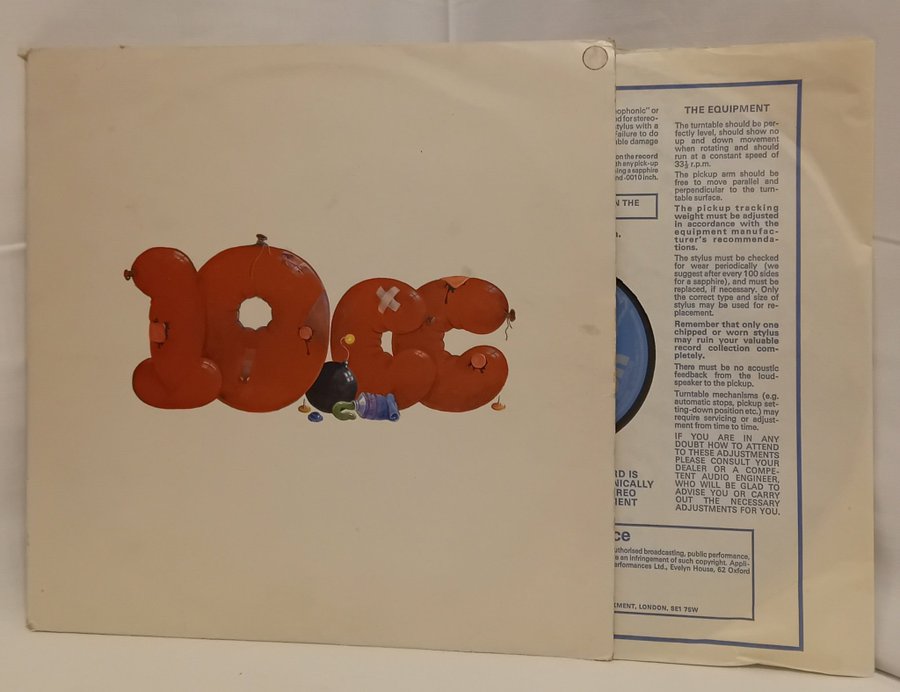 10cc
eophonic" or
d for stereo-
stylus with a
Failure to do
ble damage
on the record
th any pick-up
ing a sapphire
nd ·0010 inch.
N THE
RD IS
NICALLY
REO
MENT
THE EQUIPMENT
The turntable should be per-
fectly level, should show no
up and down movement
when rotating and should
run at a constant speed of
33⅓ r.p.m.
The pickup arm should be
free to move parallel and
perpendicular to the turn-
table surface.
The pickup tracking
weight must be adjusted
in accordance with the
equipment manufac-
turer's recommenda-
tions.
The stylus must be checked
for wear periodically (we
suggest after every 100 sides
for a sapphire), and must be
replaced, if necessary. Only
the correct type and size of
stylus may be used for re-
placement.
Remember that only one
chipped or worn stylus
may ruin your valuable
record collection com-
pletely.
There must be no acoustic
feedback from the loud-
speaker to the pickup.
Turntable mechanisms (e.g.
automatic stops, pickup set-
ting-down position etc.) may
require servicing or adjust-
ment from time to time.
IF YOU ARE IN ANY
DOUBT HOW TO ATTEND
TO THESE ADJUSTMENTS
PLEASE CONSULT YOUR
DEALER OR A COMPE-
TENT AUDIO ENGINEER,
WHO WILL BE GLAD TO
ADVISE YOU OR CARRY
OUT THE NECESSARY
ADJUSTMENTS FOR YOU.
ce
uthorised broadcasting, public performance,
e an infringement of such copyright. Appli-
erformances Ltd., Evelyn House, 62 Oxford
TMENT, LONDON, SE1 7SW